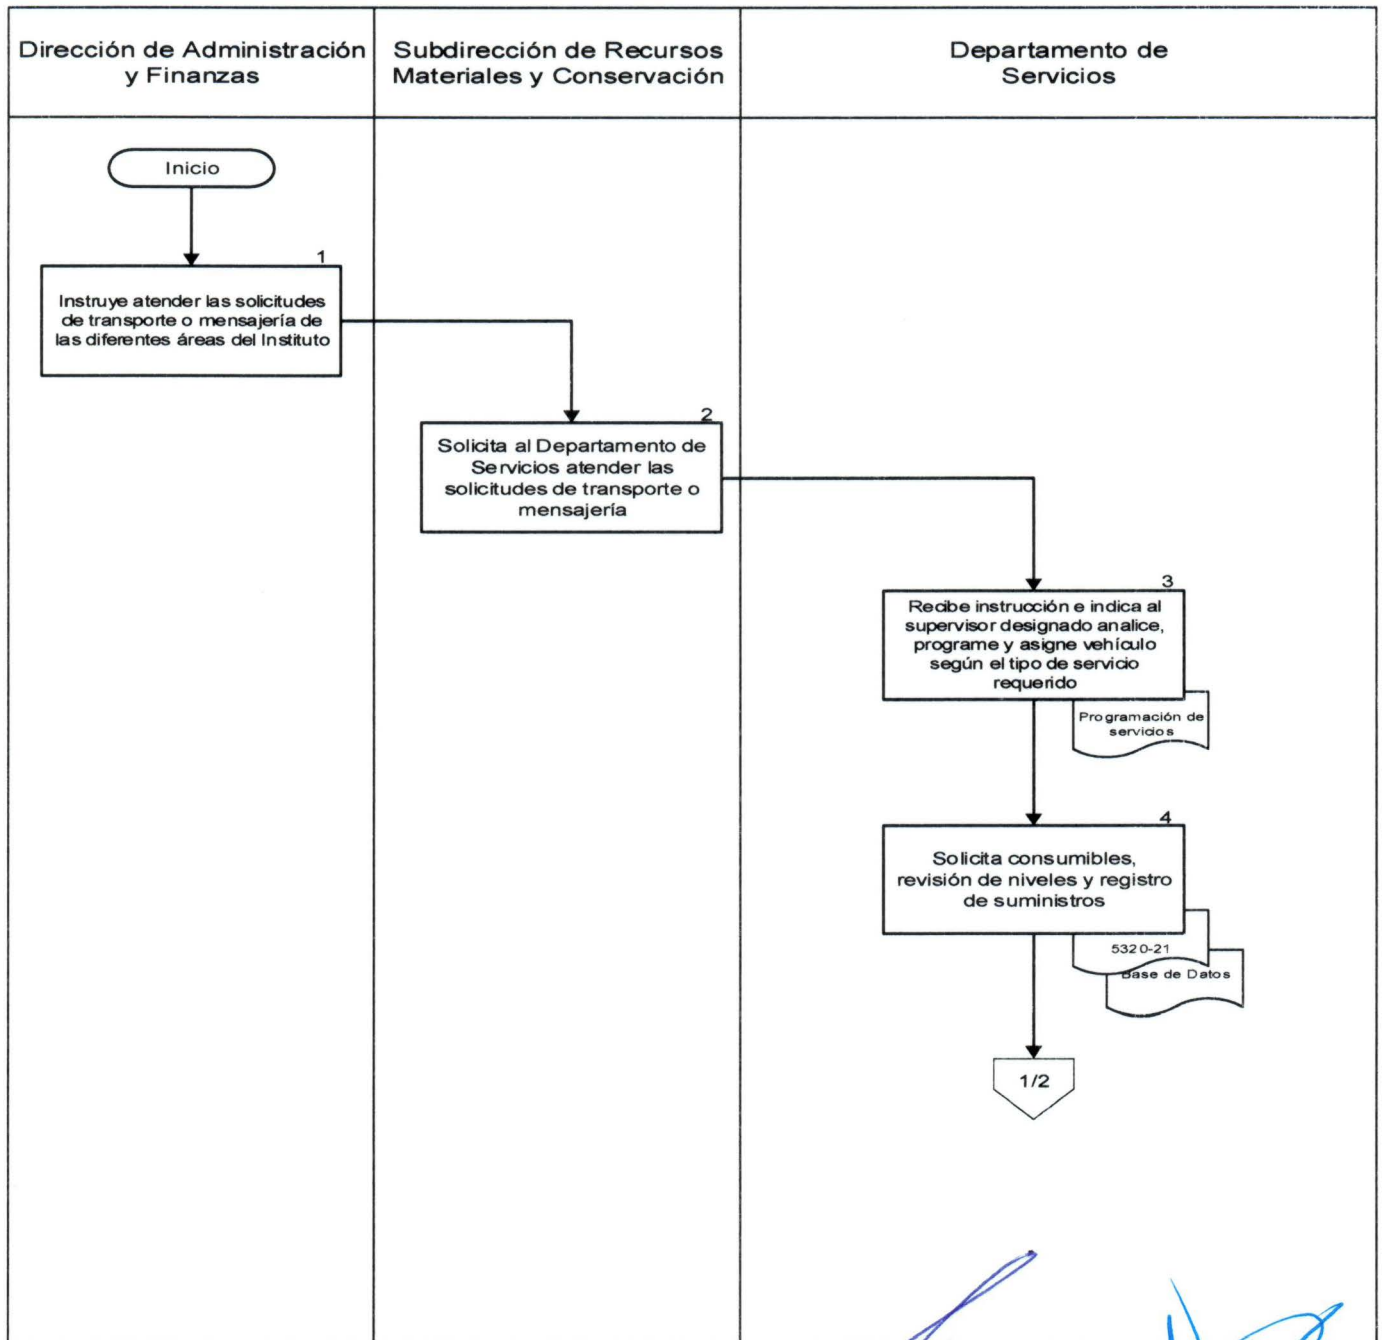 Dirección de Administración
y Finanzas
Subdirección de Recursos
Materiales y Conservación
Departamento de
Servicios
Inicio
1
Instruye atender las solicitudes
de transporte o mensajería de
las diferentes áreas del Instituto
2
Solicita al Departamento de
Servicios atender las
solicitudes de transporte o
mensajería
3
Recibe instrucción e indica al
supervisor designado analice,
programe y asigne vehículo
según el tipo de servicio
requerido
Programación de
servicios
4
Solicita consumibles,
revisión de niveles y registro
de suministros
5320-21
Base de Datos
1/2